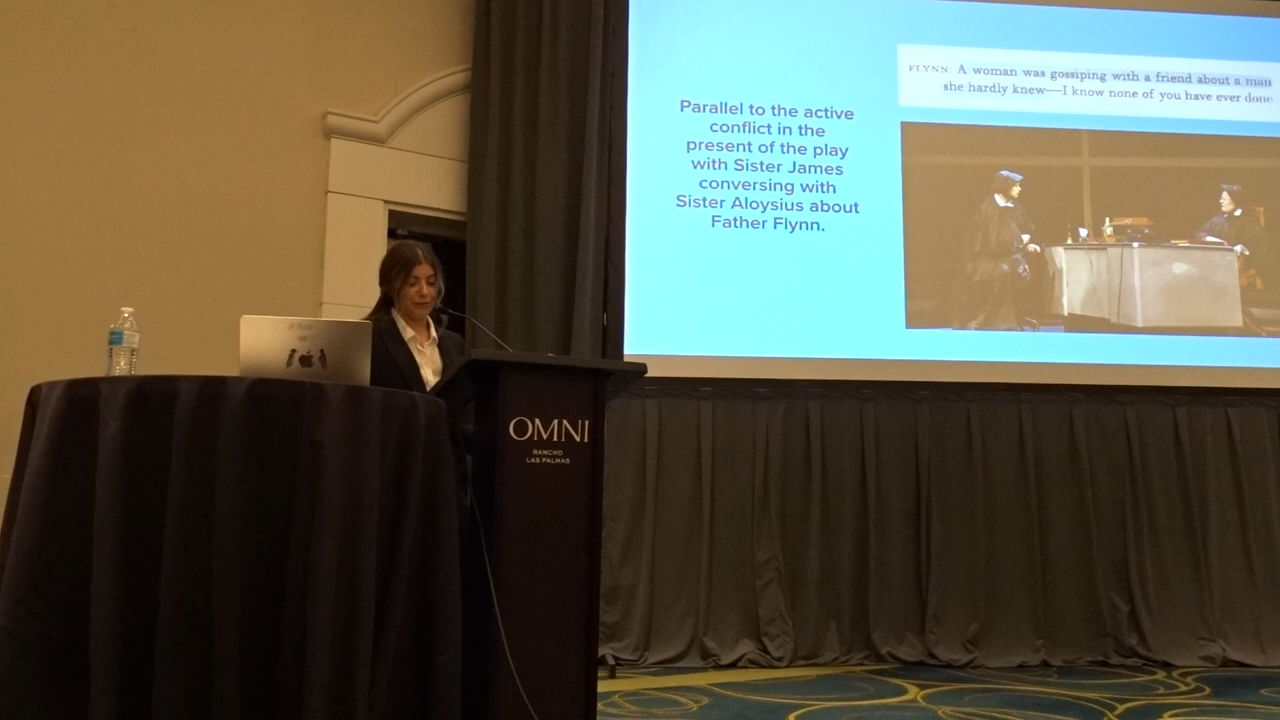 FLYNN: A woman was gossiping with a friend about a man
she hardly knew—I know none of you have ever done
Parallel to the active
conflict in the
present of the play
with Sister James
conversing with
Sister Aloysius about
Father Flynn.
OMNI
RANCHO
LAS PALMAS